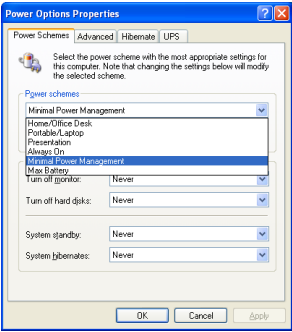 Power Options Properties
Power Schemes Advanced Hibernate UPS
Select the power scheme with the most appropriate settings for
this computer. Note that changing the settings below will modify
the selected scheme.
Power schemes
Minimal Power Management
Home/Office Desk
Portable/Laptop
Presentation
Always On
Minimal Power Management
Max Battery
Turn off monitor: Never
Turn off hard disks: Never
System standby: Never
System hibernates: Never
OK Cancel Apply